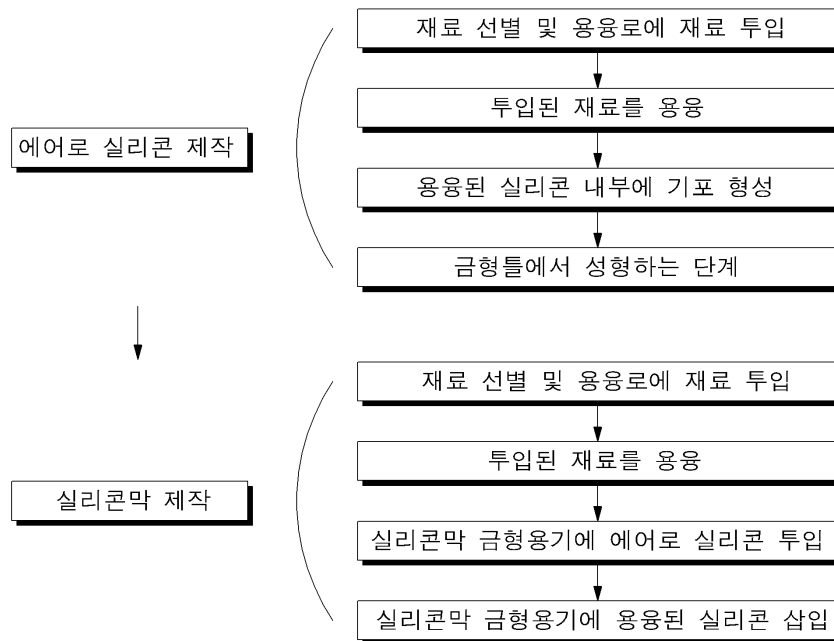 재료 선별 및 용융로에 재료 투입
투입된 재료를 용융
에어로 실리콘 제작
용융된 실리콘 내부에 기포 형성
금형틀에서 성형하는 단계
재료 선별 및 용융로에 재료 투입
투입된 재료를 용융
실리콘막 제작
실리콘막 금형용기에 에어로 실리콘 투입
실리콘막 금형용기에 용융된 실리콘 삽입